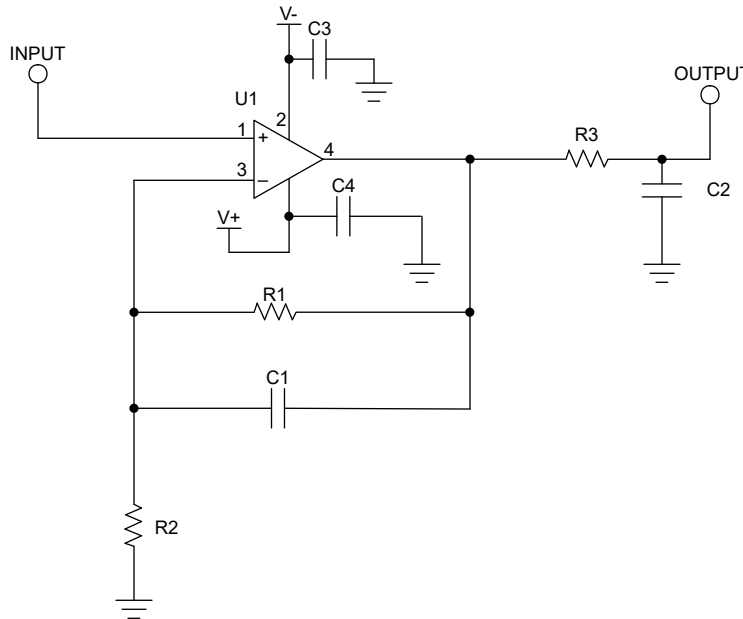 V-
C3
INPUT
OUTPUT
U1
2
1
+
4
R3
3
–
C4
C2
V+
R1
C1
R2